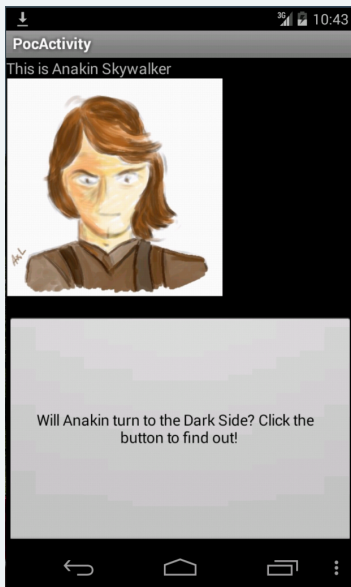 3G 10:43
PocActivity
This is Anakin Skywalker
Will Anakin turn to the Dark Side? Click the
button to find out!